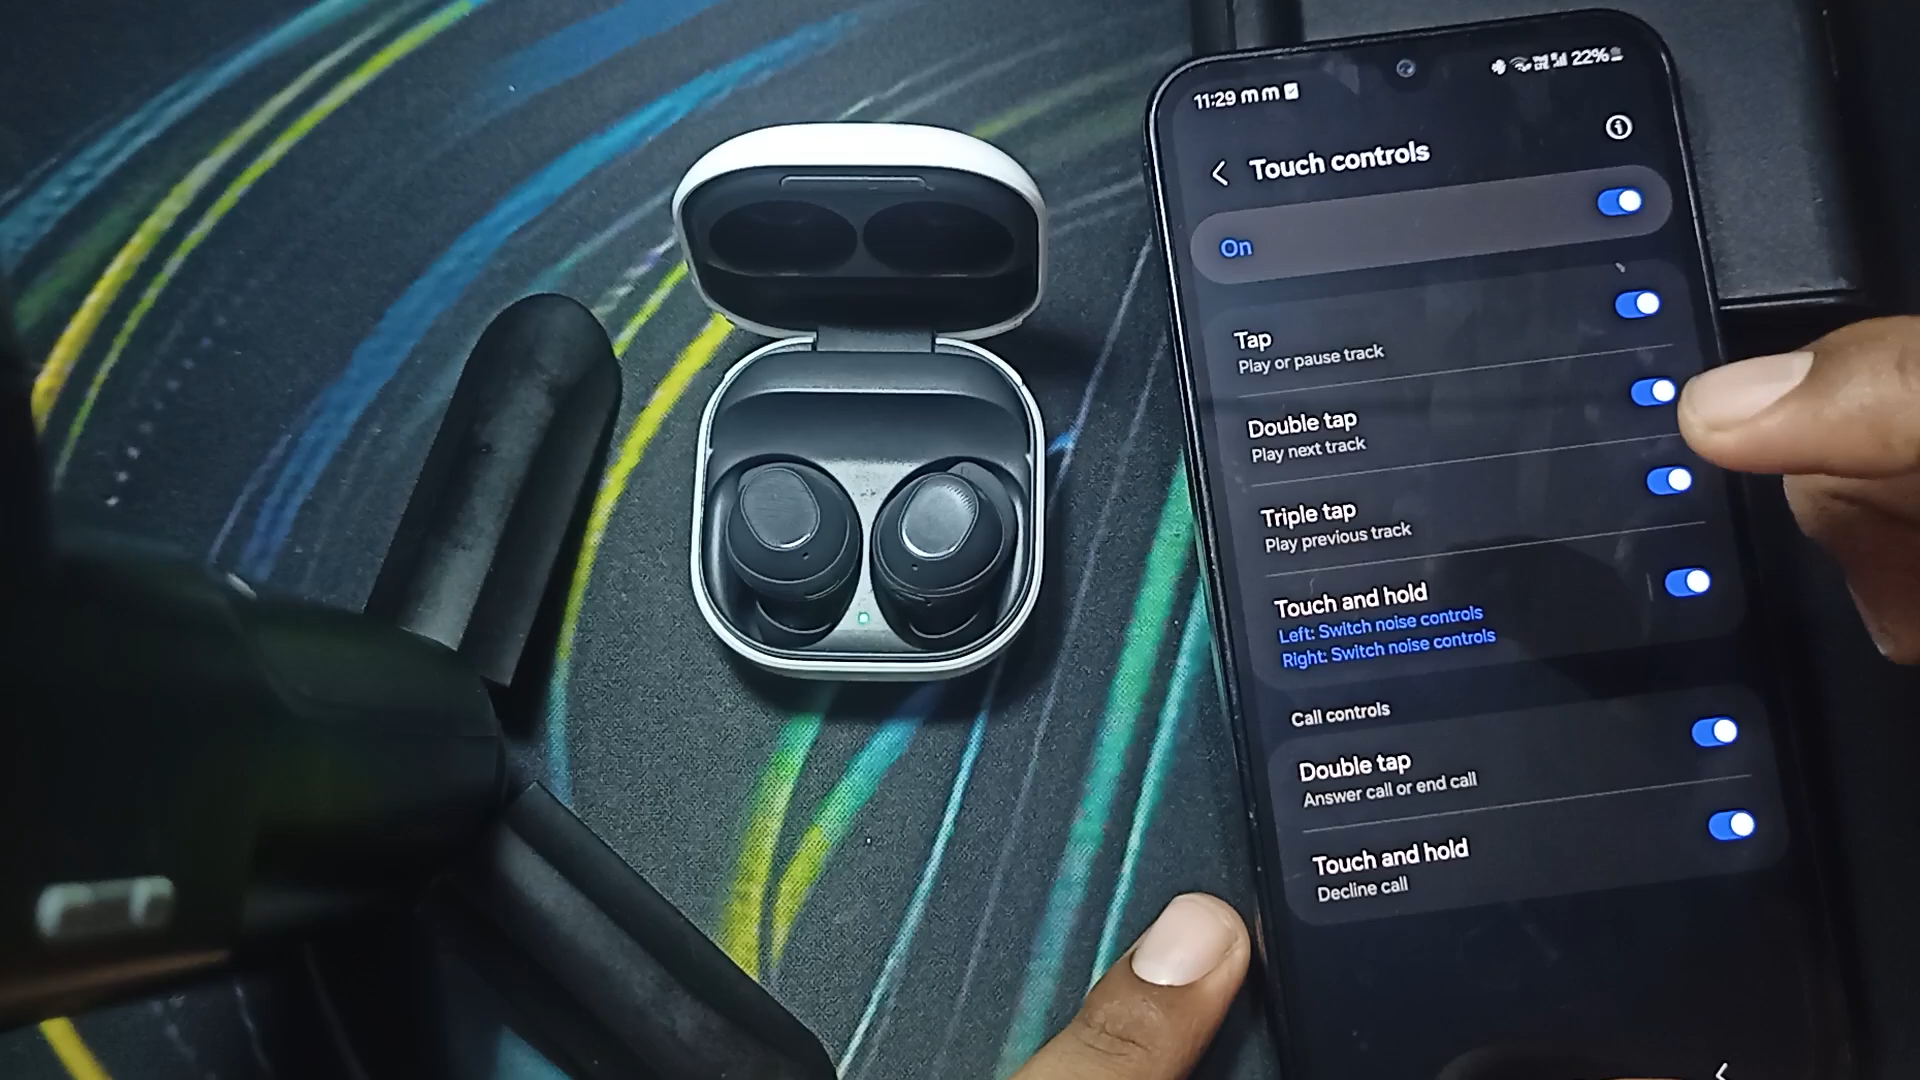 11:29 m m
22%
Touch controls
On
Tap
Play or pause track
Double tap
Play next track
Triple tap
Play previous track
Touch and hold
Left: Switch noise controls
Right: Switch noise controls
Call controls
Double tap
Answer call or end call
Touch and hold
Decline call